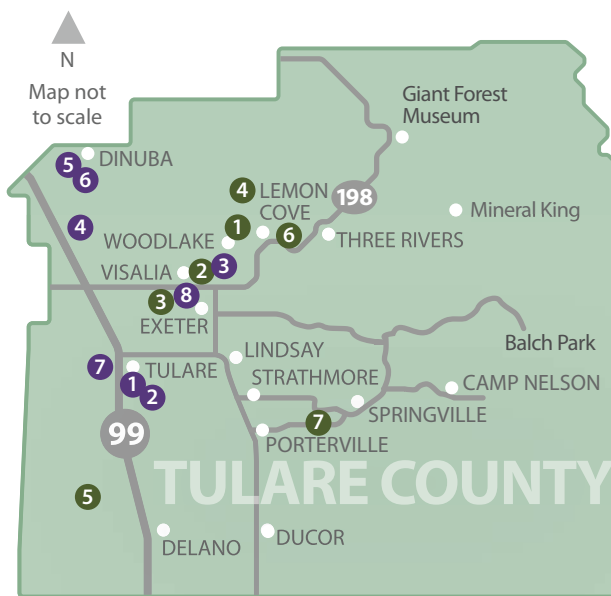 N
Map not
to scale
Giant Forest
Museum
5
DINUBA
6
4
LEMON
COVE
198
Mineral King
4
1
6
WOODLAKE
THREE RIVERS
VISALIA
2
3
3
8
EXETER
Balch Park
LINDSAY
7
TULARE
STRATHMORE
CAMP NELSON
1
2
SPRINGVILLE
7
99
PORTERVILLE
TULARE COUNTY
5
DELANO
DUCOR